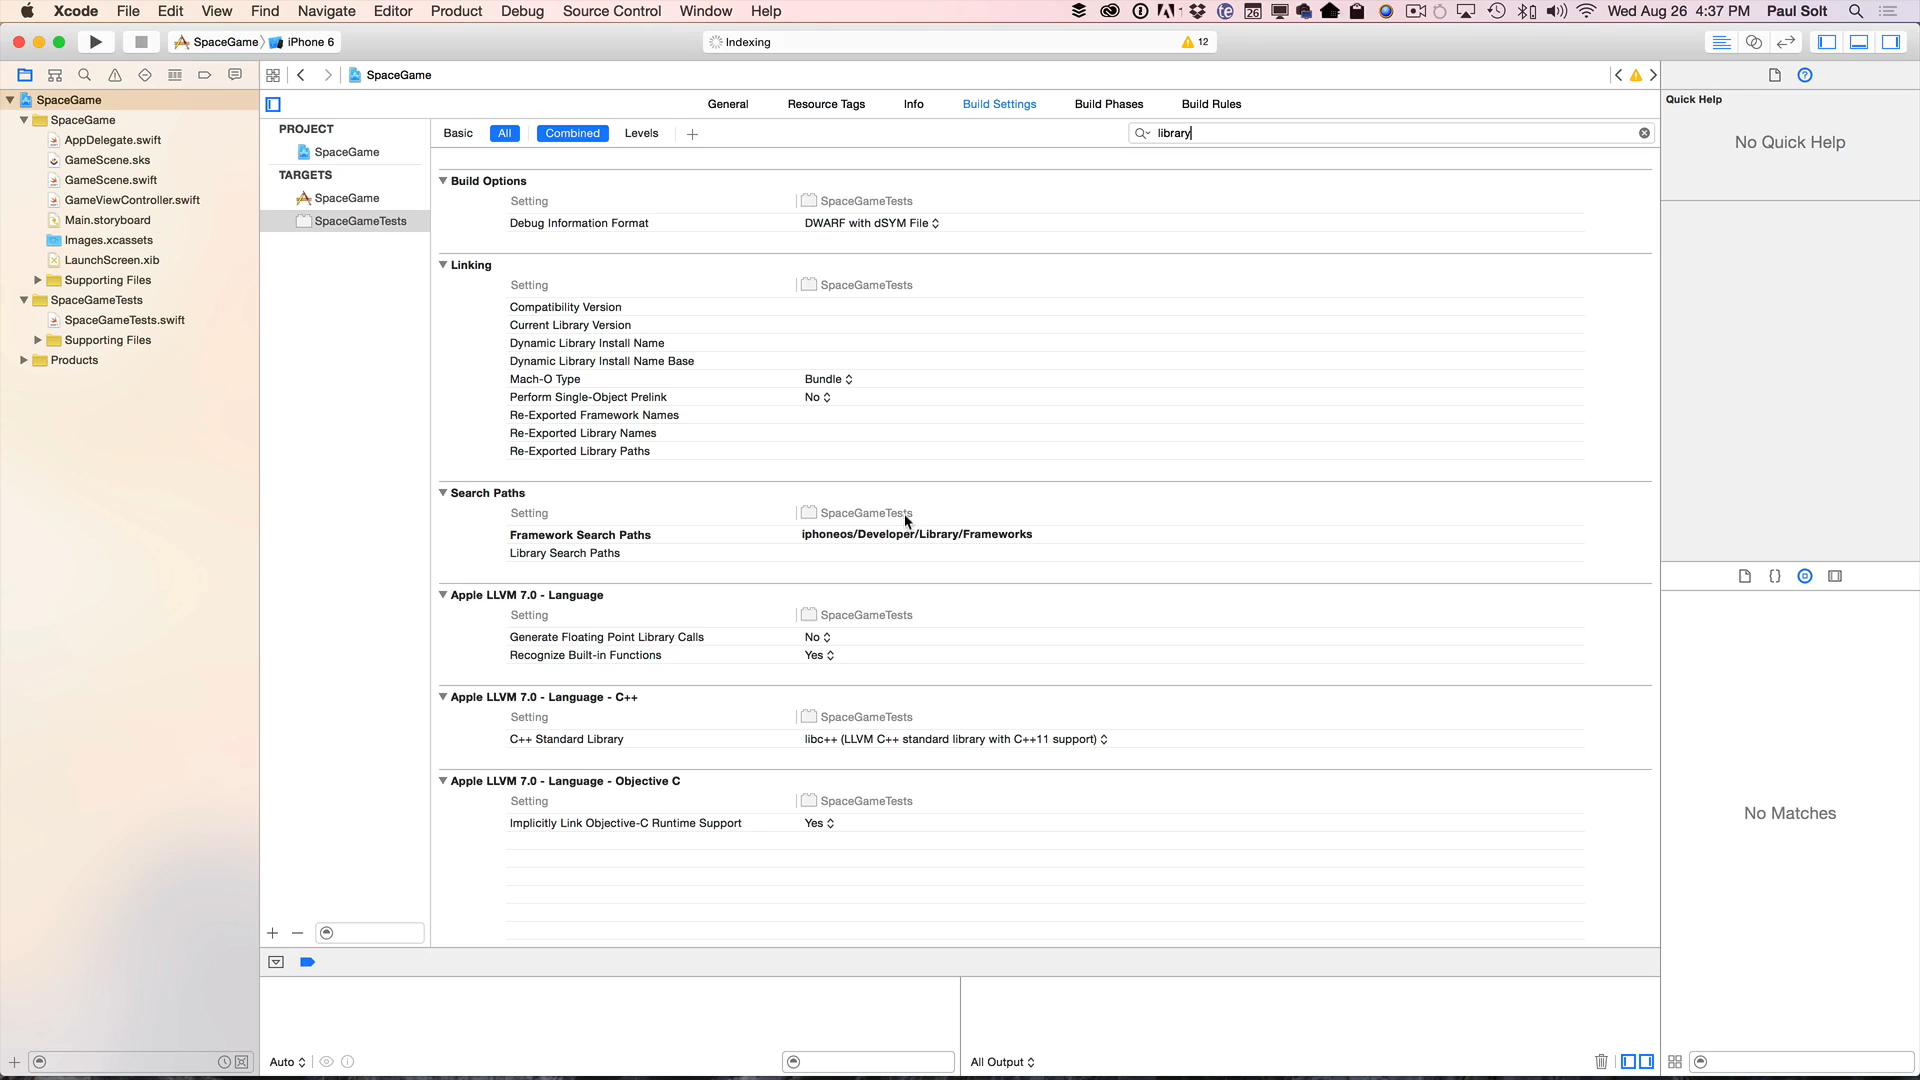 Xcode File Edit View Find Navigate Editor Product Debug Source Control Window Help 26 Wed Aug 26 4:37 PM Paul Solt
SpaceGame iPhone 6 Indexing 12
SpaceGame
Quick Help
No Quick Help
SpaceGame
SpaceGame
AppDelegate.swift
GameScene.sks
GameScene.swift
GameViewController.swift
Main.storyboard
Images.xcassets
LaunchScreen.xib
Supporting Files
SpaceGameTests
SpaceGameTests.swift
Supporting Files
Products
General Resource Tags Info Build Settings Build Phases Build Rules
PROJECT
SpaceGame
TARGETS
SpaceGame
SpaceGameTests
Basic All Combined Levels library
Build Options
Setting SpaceGameTests
Debug Information Format DWARF with dSYM File
Linking
Setting SpaceGameTests
Compatibility Version
Current Library Version
Dynamic Library Install Name
Dynamic Library Install Name Base
Mach-O Type Bundle
Perform Single-Object Prelink No
Re-Exported Framework Names
Re-Exported Library Names
Re-Exported Library Paths
Search Paths
Setting SpaceGameTests
Framework Search Paths iphoneos/Developer/Library/Frameworks
Library Search Paths
Apple LLVM 7.0 - Language
Setting SpaceGameTests
Generate Floating Point Library Calls No
Recognize Built-in Functions Yes
Apple LLVM 7.0 - Language - C++
Setting SpaceGameTests
C++ Standard Library libc++ (LLVM C++ standard library with C++11 support)
Apple LLVM 7.0 - Language - Objective C
Setting SpaceGameTests
Implicitly Link Objective-C Runtime Support Yes
No Matches
Auto All Output